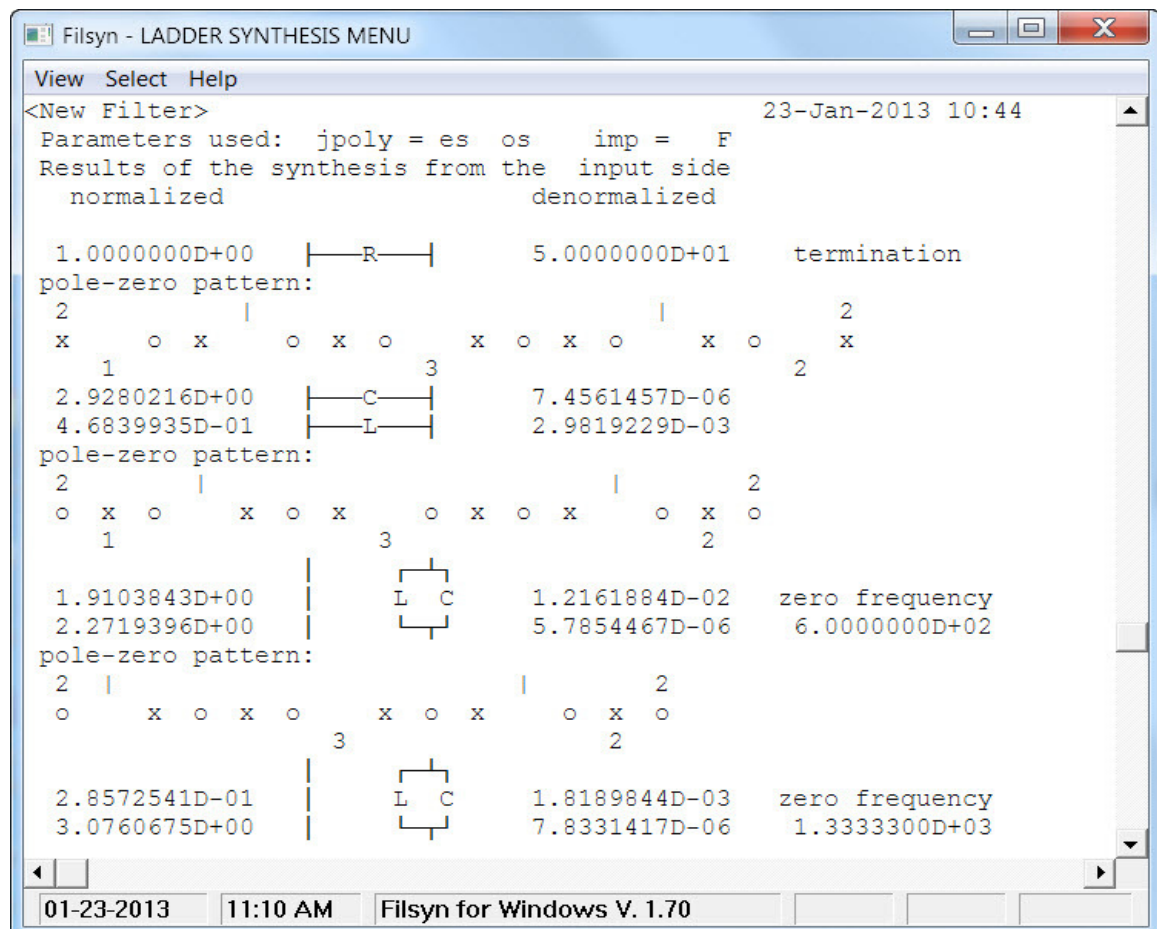 Filsyn - LADDER SYNTHESIS MENU
View Select Help
<New Filter> 23-Jan-2013 10:44
Parameters used: jpoly = es os imp = F
Results of the synthesis from the input side
normalized denormalized
1.0000000D+00 ├──R──┤ 5.0000000D+01 termination
pole-zero pattern:
2 | | 2
x o x o x o x o x o x o x
1 3 2
2.9280216D+00 ├──C──┤ 7.4561457D-06
4.6839935D-01 ├──L──┤ 2.9819229D-03
pole-zero pattern:
2 | | 2
o x o x o x o x o x o x o
1 3 2
1.9103843D+00 | L C 1.2161884D-02 zero frequency
2.2719396D+00 | 5.7854467D-06 6.0000000D+02
pole-zero pattern:
2 | | 2
o x o x o x o x o x o
3 2
2.8572541D-01 | L C 1.8189844D-03 zero frequency
3.0760675D+00 | 7.8331417D-06 1.3333300D+03
01-23-2013 11:10 AM Filsyn for Windows V. 1.70